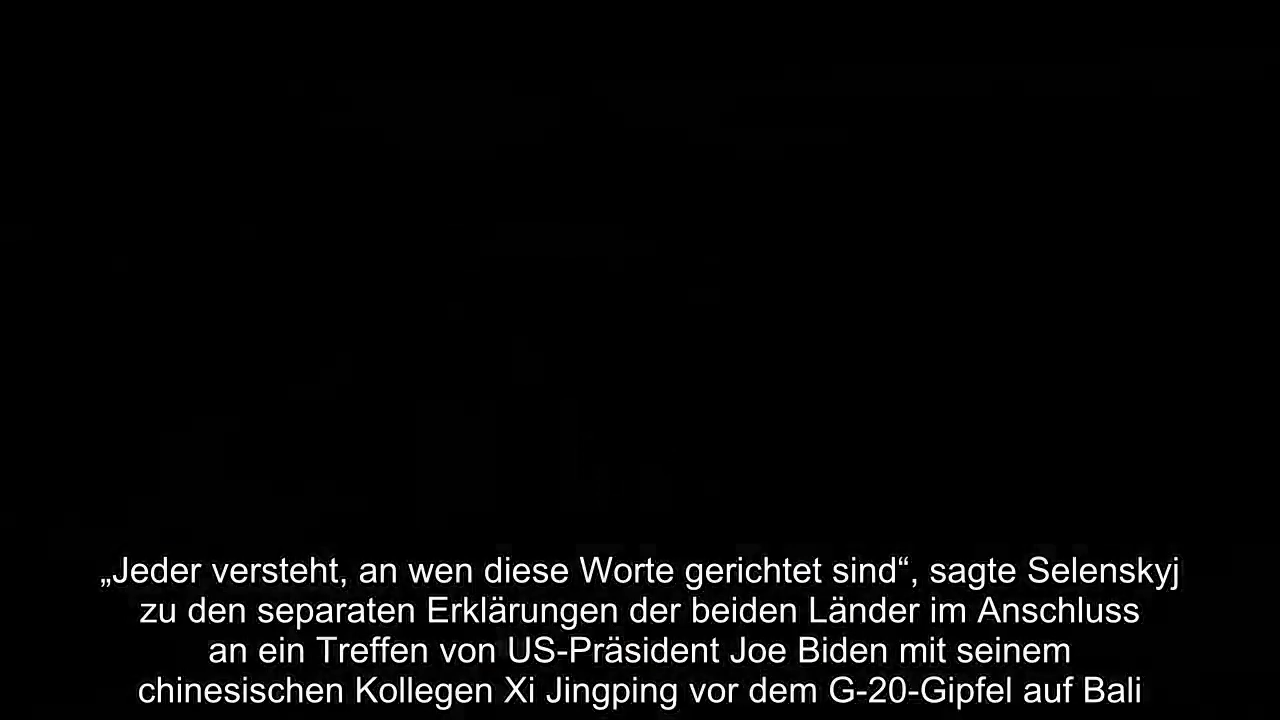 „Jeder versteht, an wen diese Worte gerichtet sind“, sagte Selenskyj
zu den separaten Erklärungen der beiden Länder im Anschluss
an ein Treffen von US-Präsident Joe Biden mit seinem
chinesischen Kollegen Xi Jingping vor dem G-20-Gipfel auf Bali